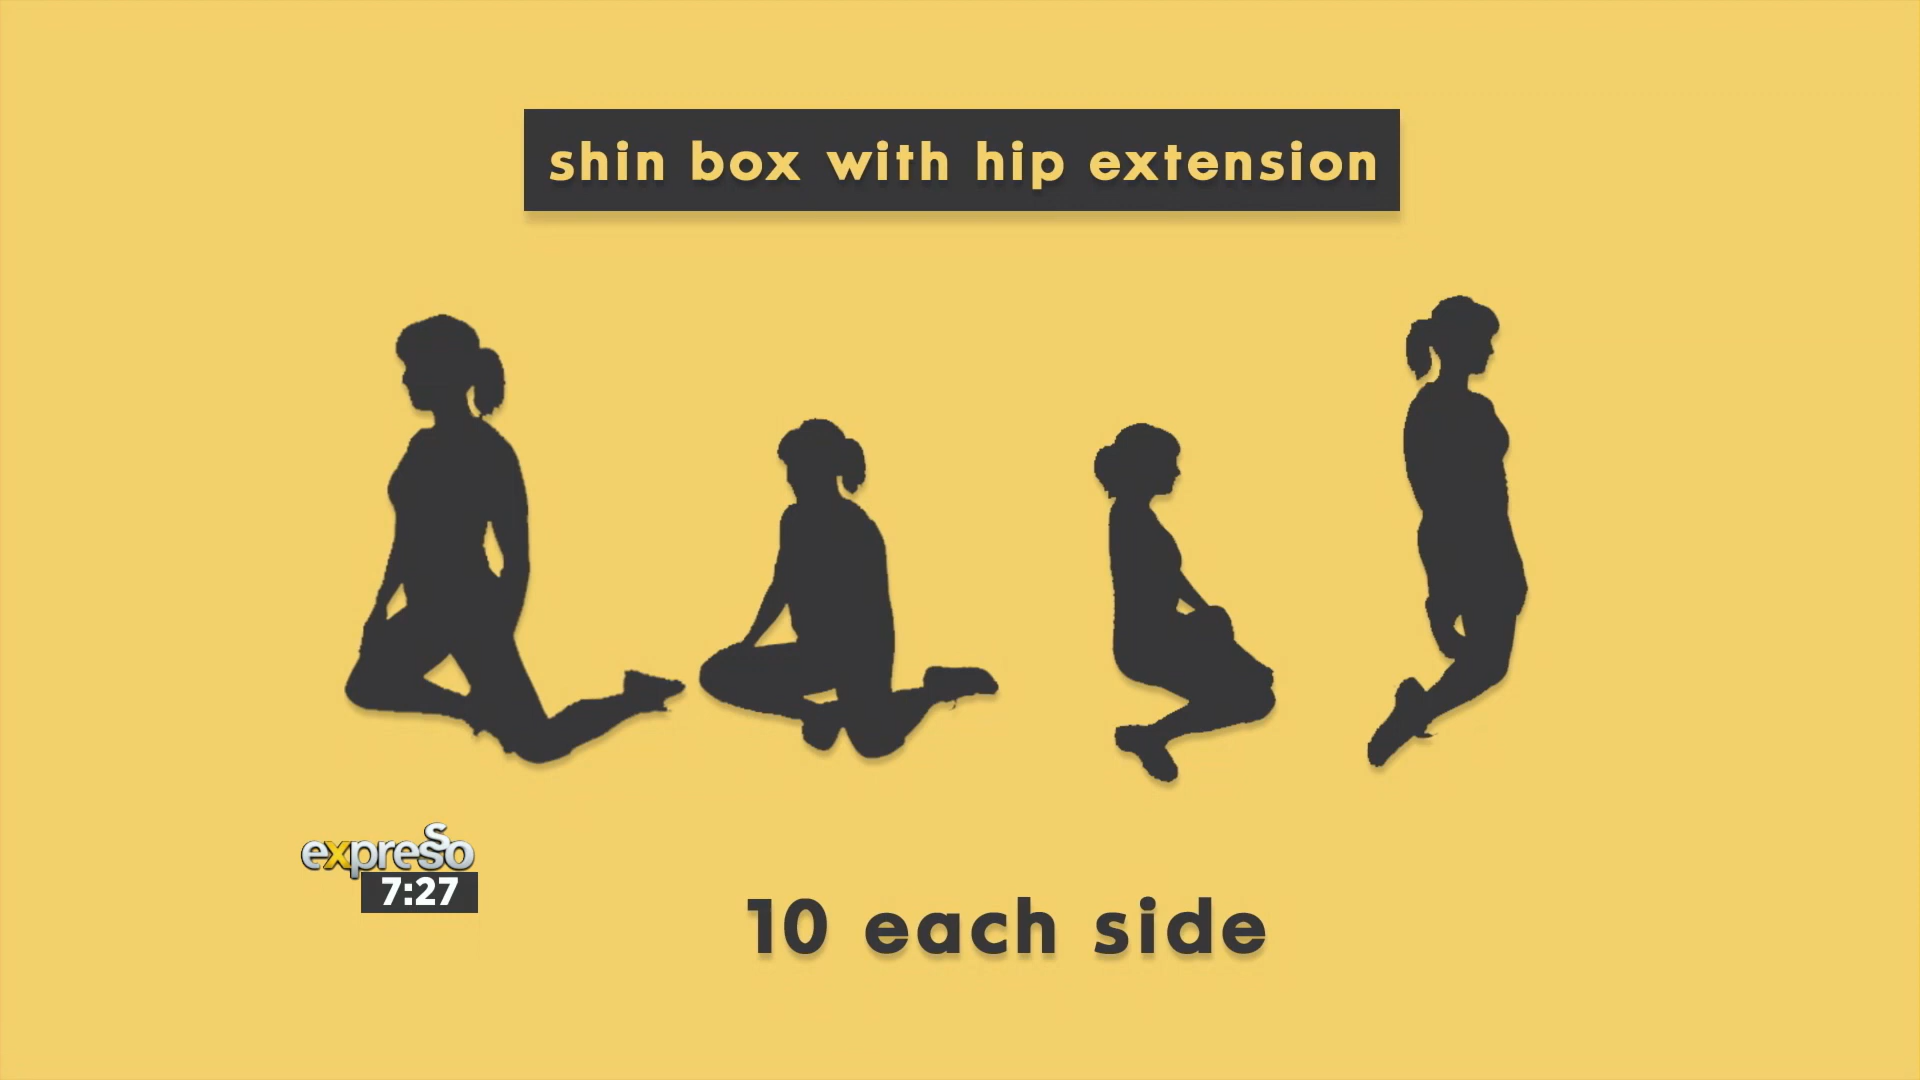 shin box with hip extension
expresso
7:27
10 each side